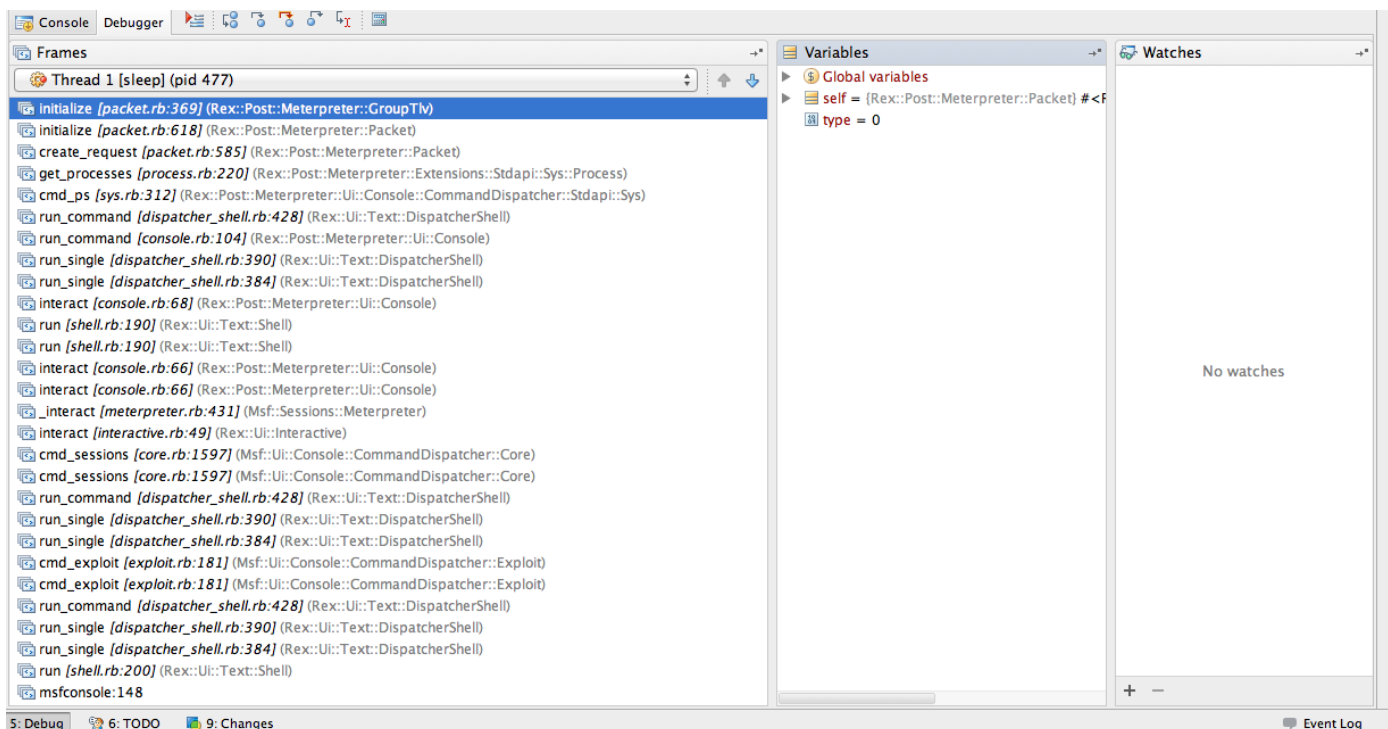 Console Debugger
Frames
Thread 1 [sleep] (pid 477)
initialize [packet.rb:369] (Rex::Post::Meterpreter::GroupTlv)
initialize [packet.rb:618] (Rex::Post::Meterpreter::Packet)
create_request [packet.rb:585] (Rex::Post::Meterpreter::Packet)
get_processes [process.rb:220] (Rex::Post::Meterpreter::Extensions::Stdapi::Sys::Process)
cmd_ps [sys.rb:312] (Rex::Post::Meterpreter::Ui::Console::CommandDispatcher::Stdapi::Sys)
run_command [dispatcher_shell.rb:428] (Rex::Ui::Text::DispatcherShell)
run_command [console.rb:104] (Rex::Post::Meterpreter::Ui::Console)
run_single [dispatcher_shell.rb:390] (Rex::Ui::Text::DispatcherShell)
run_single [dispatcher_shell.rb:384] (Rex::Ui::Text::DispatcherShell)
interact [console.rb:68] (Rex::Post::Meterpreter::Ui::Console)
run [shell.rb:190] (Rex::Ui::Text::Shell)
run [shell.rb:190] (Rex::Ui::Text::Shell)
interact [console.rb:66] (Rex::Post::Meterpreter::Ui::Console)
interact [console.rb:66] (Rex::Post::Meterpreter::Ui::Console)
_interact [meterpreter.rb:431] (Msf::Sessions::Meterpreter)
interact [interactive.rb:49] (Rex::Ui::Interactive)
cmd_sessions [core.rb:1597] (Msf::Ui::Console::CommandDispatcher::Core)
cmd_sessions [core.rb:1597] (Msf::Ui::Console::CommandDispatcher::Core)
run_command [dispatcher_shell.rb:428] (Rex::Ui::Text::DispatcherShell)
run_single [dispatcher_shell.rb:390] (Rex::Ui::Text::DispatcherShell)
run_single [dispatcher_shell.rb:384] (Rex::Ui::Text::DispatcherShell)
cmd_exploit [exploit.rb:181] (Msf::Ui::Console::CommandDispatcher::Exploit)
cmd_exploit [exploit.rb:181] (Msf::Ui::Console::CommandDispatcher::Exploit)
run_command [dispatcher_shell.rb:428] (Rex::Ui::Text::DispatcherShell)
run_single [dispatcher_shell.rb:390] (Rex::Ui::Text::DispatcherShell)
run_single [dispatcher_shell.rb:384] (Rex::Ui::Text::DispatcherShell)
run [shell.rb:200] (Rex::Ui::Text::Shell)
msfconsole:148
Variables
Global variables
self = {Rex::Post::Meterpreter::Packet} #<F
type = 0
Watches
No watches
5: Debug 6: TODO 9: Changes Event Log